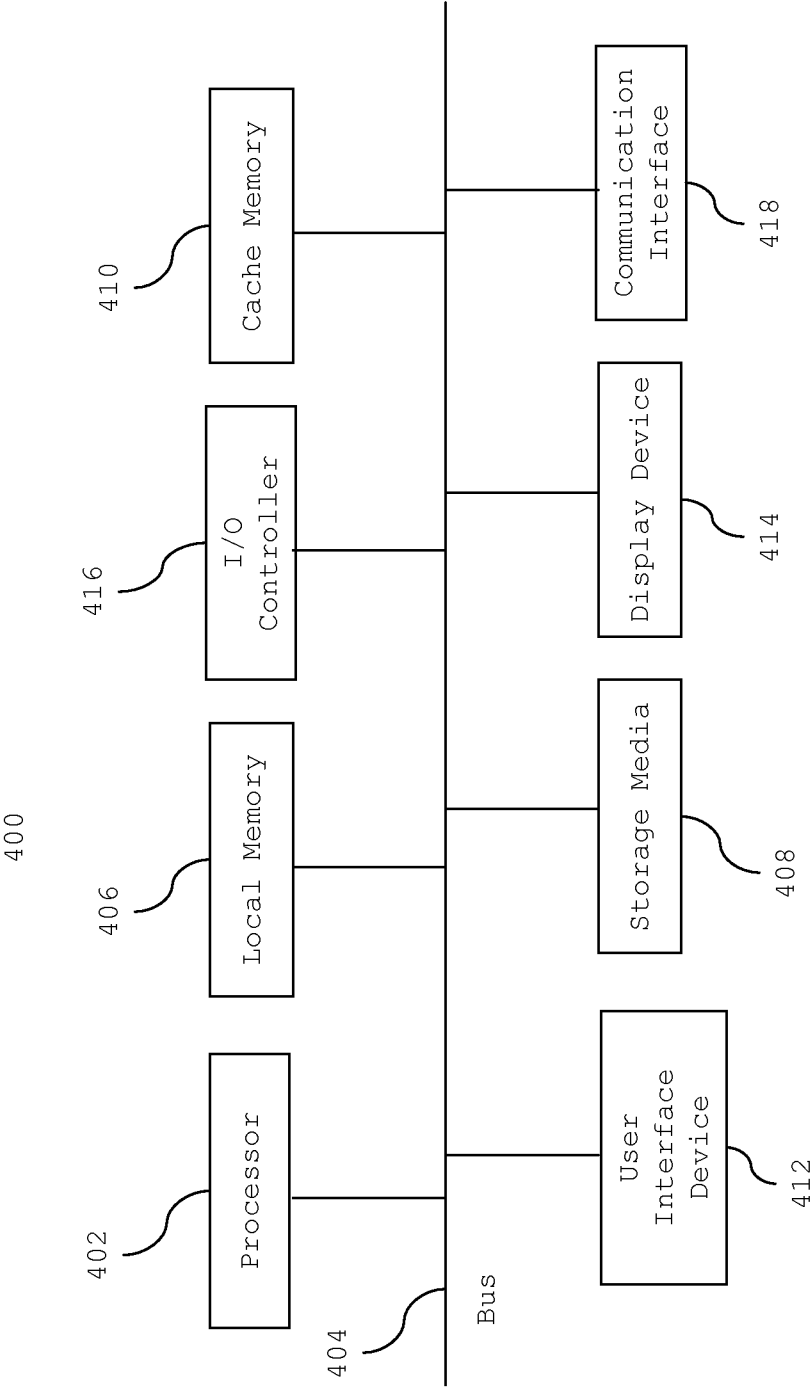 400
402
406
416
410
Processor
Local Memory
I/O
Controller
Cache Memory
404
Bus
User
Interface
Device
Storage Media
Display Device
Communication
Interface
412
408
414
418